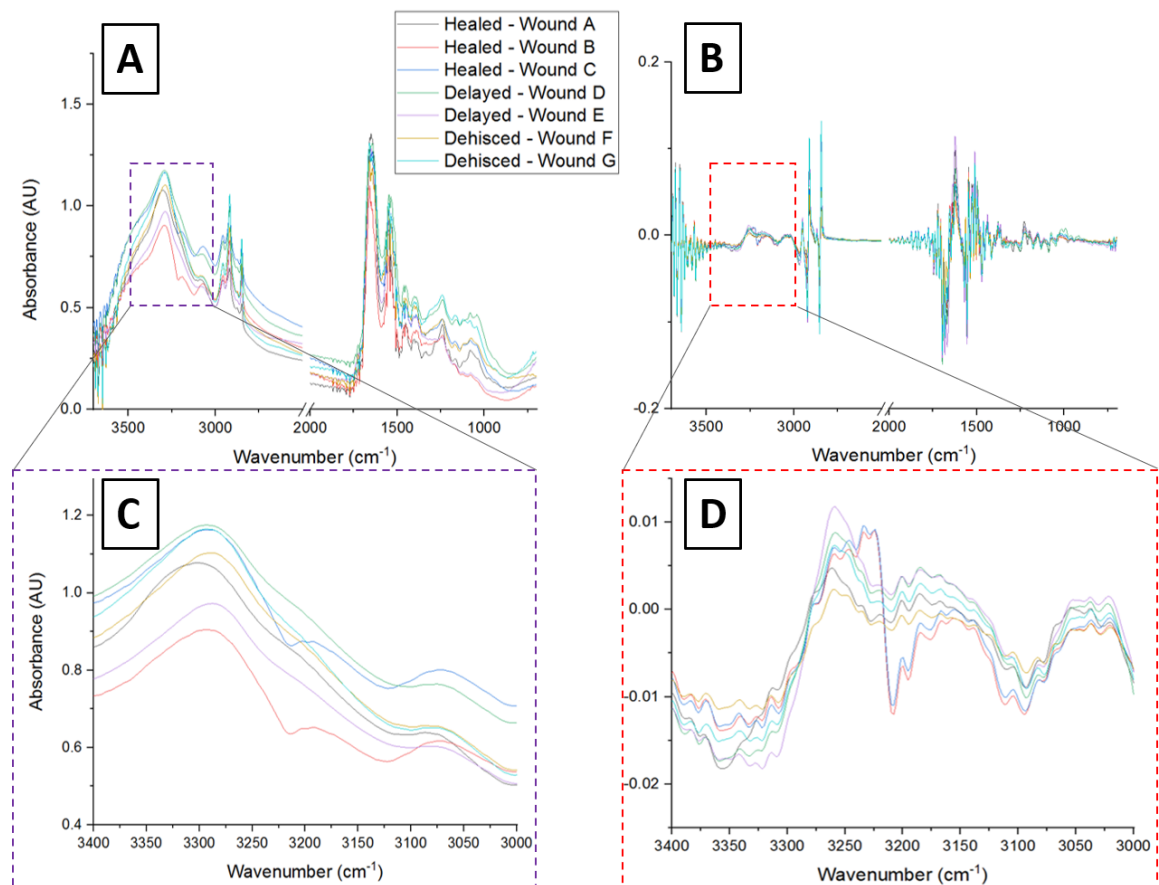 A
Healed - Wound A
Healed - Wound B
Healed - Wound C
Delayed - Wound D
Delayed - Wound E
Dehisced - Wound F
Dehisced - Wound G
1.5
1.0
0.5
0.0
Absorbance (AU)
3500
3000
2000
1500
1000
Wavenumber (cm⁻¹)
B
0.2
0.0
-0.1
-0.2
3500
3000
2000
1500
1000
Wavenumber (cm⁻¹)
C
1.2
1.0
0.8
0.6
0.4
Absorbance (AU)
3400
3350
3300
3250
3200
3150
3100
3050
3000
Wavenumber (cm⁻¹)
D
0.01
0.00
-0.01
-0.02
3400
3350
3300
3250
3200
3150
3100
3050
3000
Wavenumber (cm⁻¹)